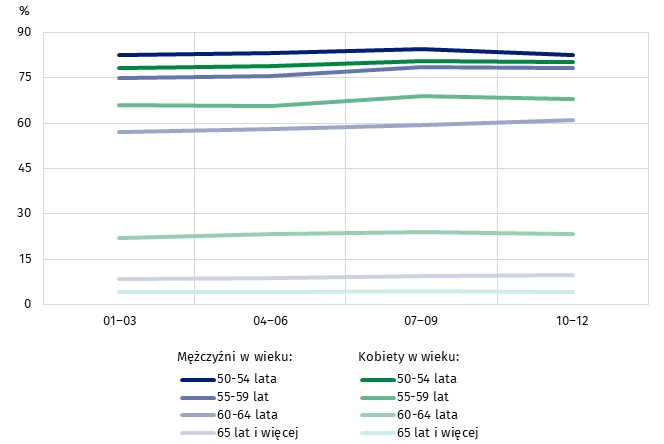 %
90
75
60
45
30
15
0
01–03 04–06 07–09 10–12
Mężczyźni w wieku: Kobiety w wieku:
50-54 lata 50-54 lata
55-59 lat 55-59 lat
60-64 lata 60-64 lata
65 lat i więcej 65 lat i więcej